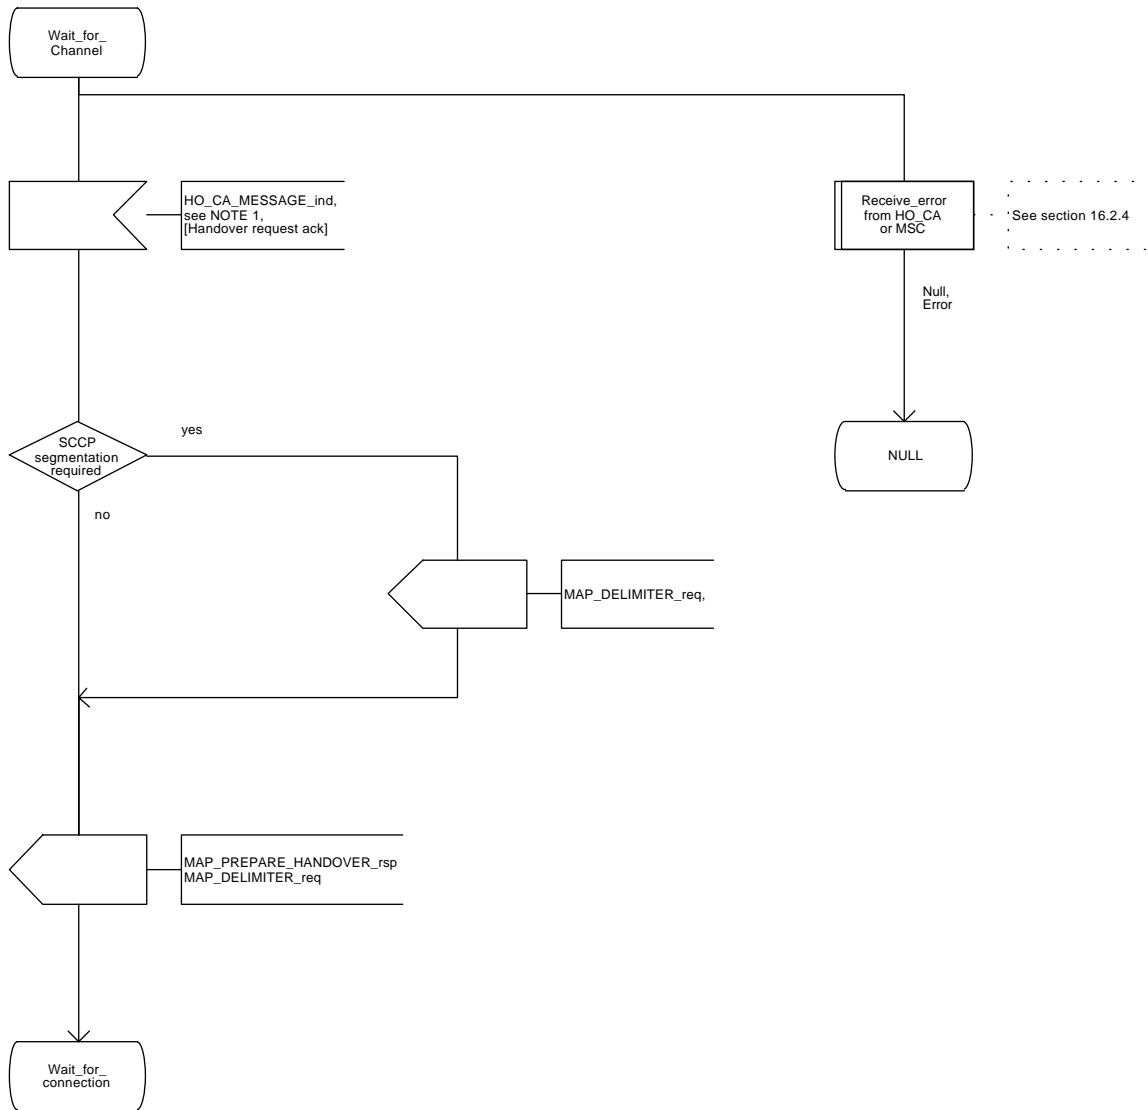 Wait_for_
Channel
HO_CA_MESSAGE_ind,
see NOTE 1,
[Handover request ack]
Receive_error
from HO_CA
or MSC
See section 16.2.4
Null,
Error
SCCP
segmentation
required
yes
no
NULL
MAP_DELIMITER_req,
MAP_PREPARE_HANDOVER_rsp
MAP_DELIMITER_req
Wait_for_
connection